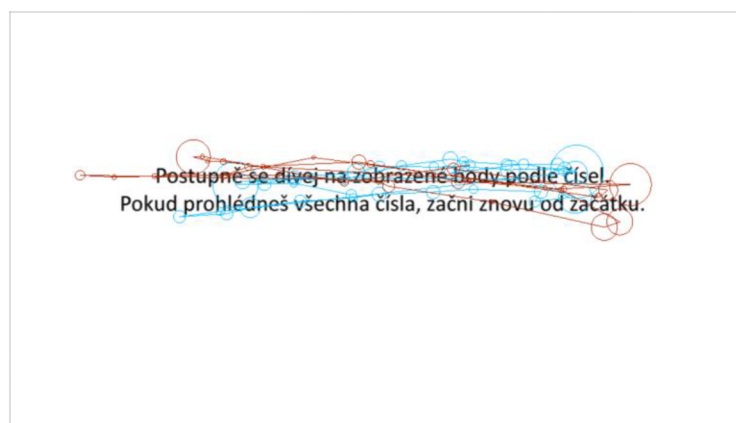 Postupně se dívej na zobrazené body podle čísel.
Pokud prohlédneš všechna čísla, začni znovu od začátku.